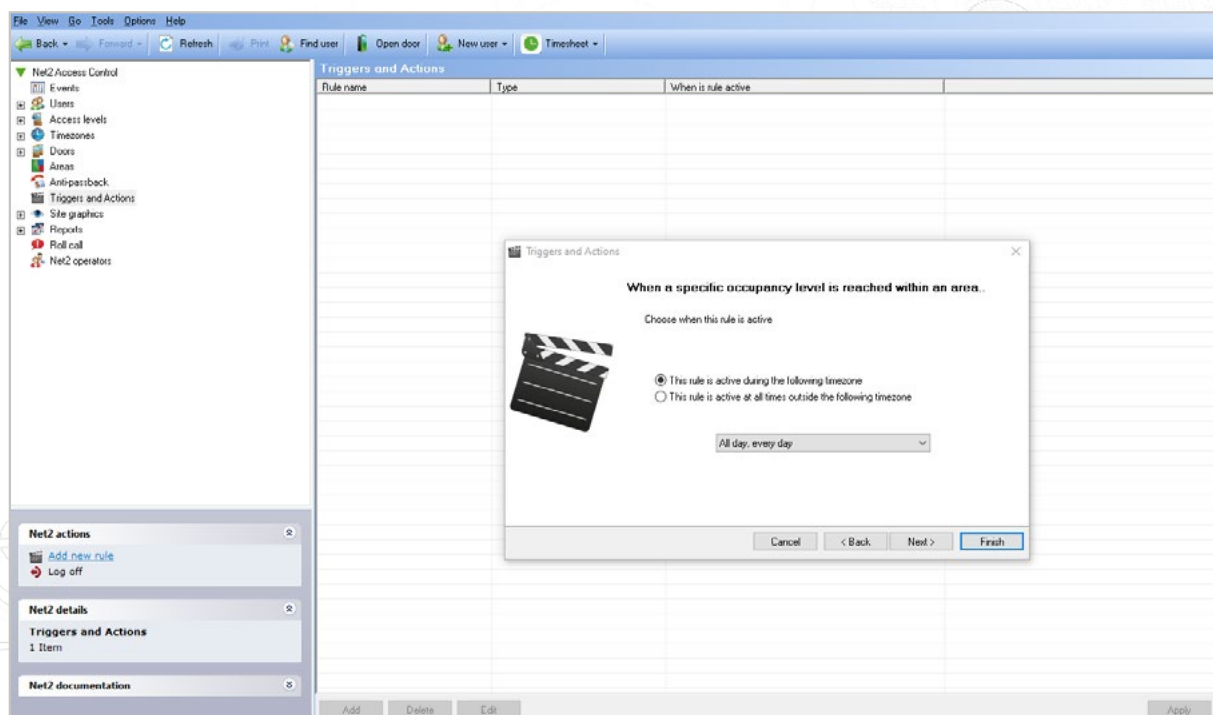 File View Go Tools Options Help
Back Forward Refresh Print Find user Open door New user Timesheet
Net2 Access Control
Events
Users
Access levels
Timezones
Doors
Areas
Anti-passback
Triggers and Actions
Site graphics
Reports
Roll call
Net2 operators
Net2 actions
Add new rule
Log off
Net2 details
Triggers and Actions
1 Item
Net2 documentation
Triggers and Actions
Rule name Type When is rule active
Triggers and Actions
When a specific occupancy level is reached within an area..
Choose when this rule is active
This rule is active during the following timezone
This rule is active at all times outside the following timezone
All day, every day
Cancel < Back Next > Finish
Add Delete Edit Apply